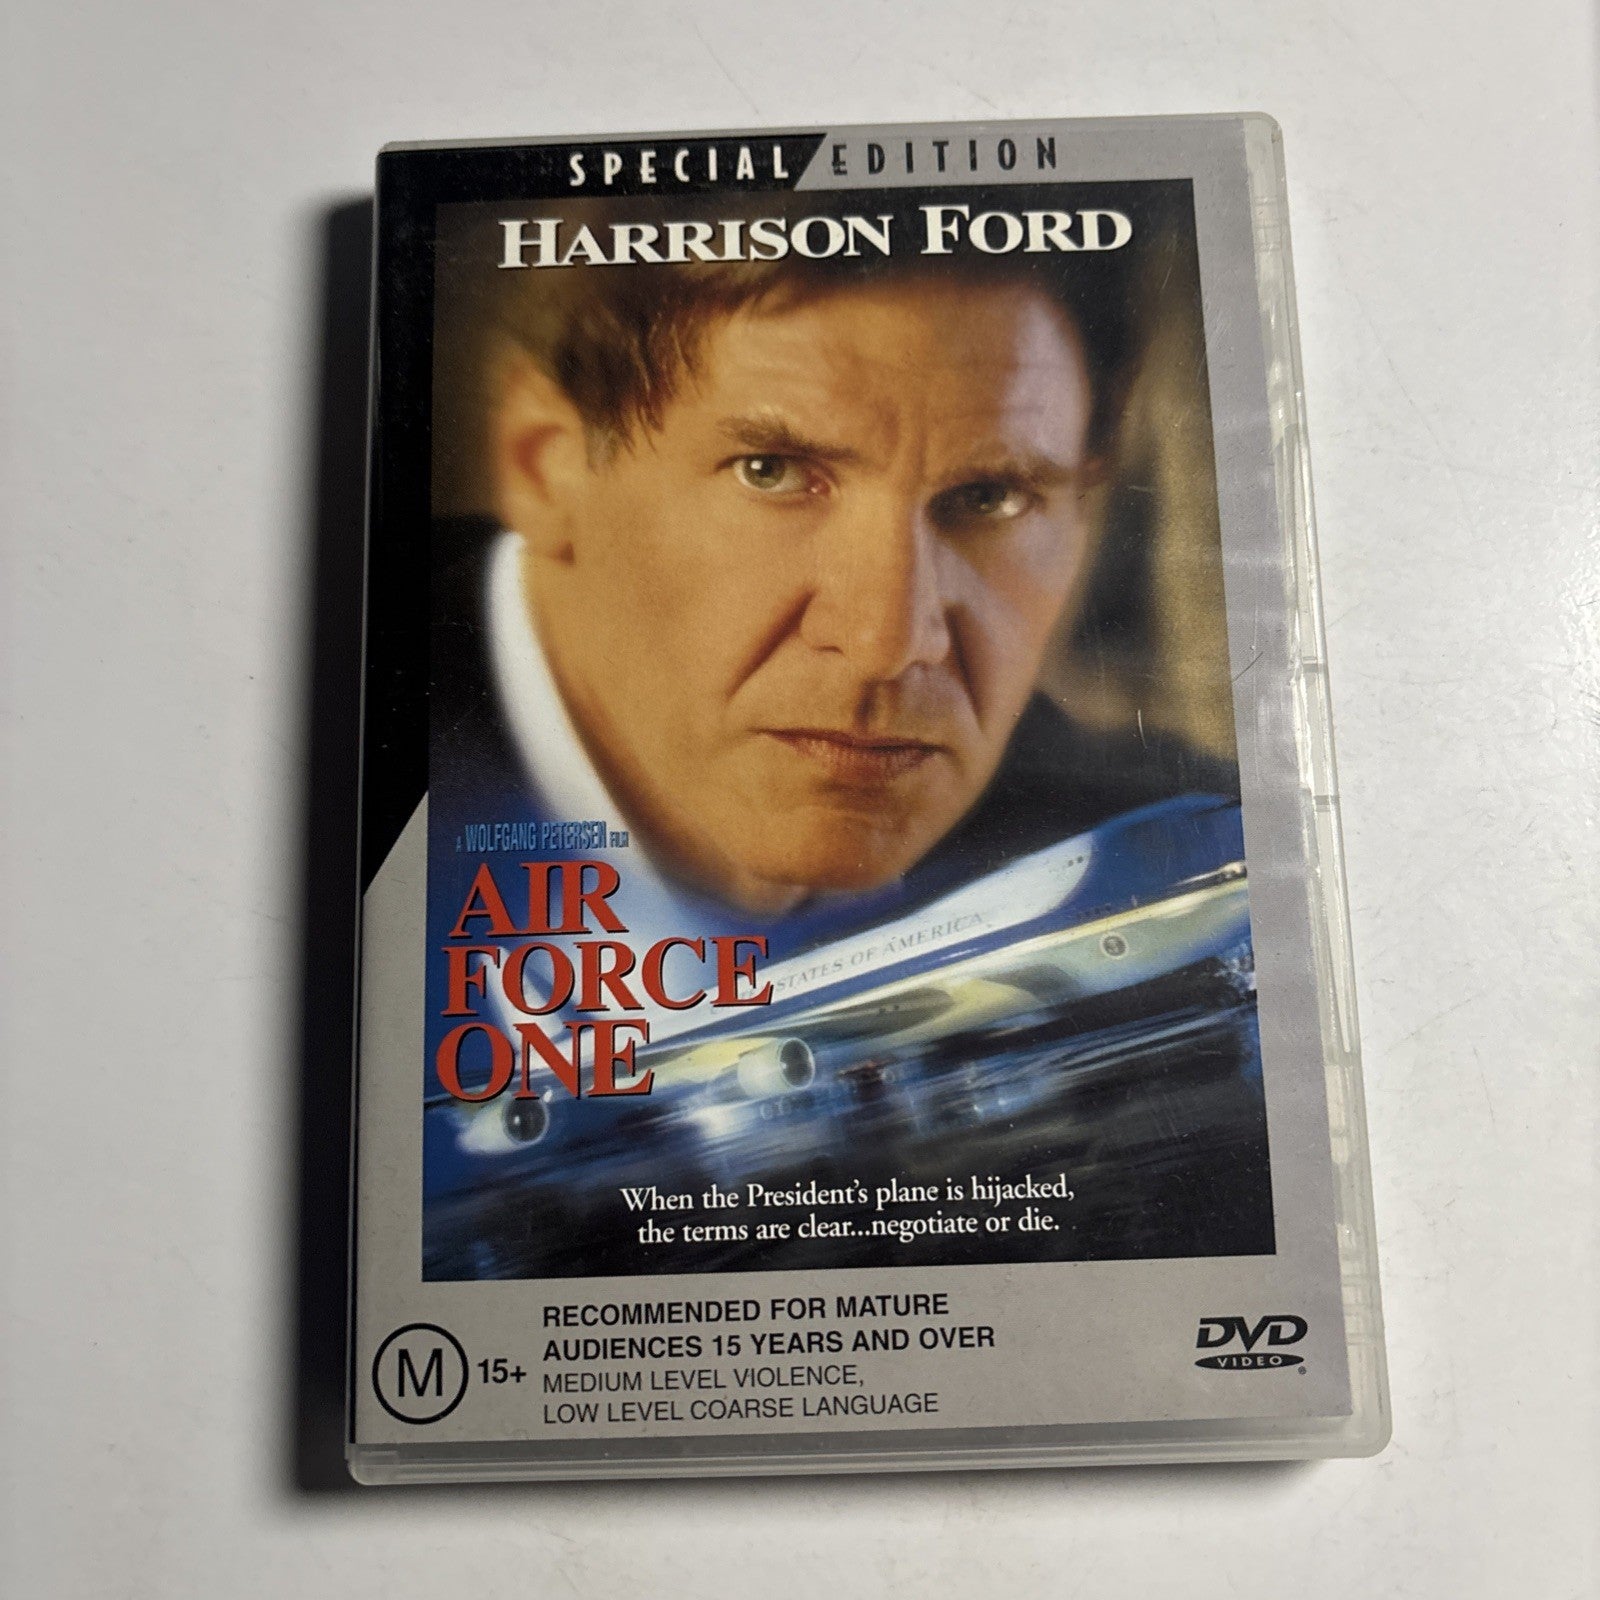 SPECIAL EDITION
HARRISON FORD
A WOLFGANG PETERSEN FILM
AIR
FORCE
ONE
STATES OF AMERICA
When the President's plane is hijacked,
the terms are clear...negotiate or die.
M 15+
RECOMMENDED FOR MATURE
AUDIENCES 15 YEARS AND OVER
MEDIUM LEVEL VIOLENCE,
LOW LEVEL COARSE LANGUAGE
DVD
VIDEO